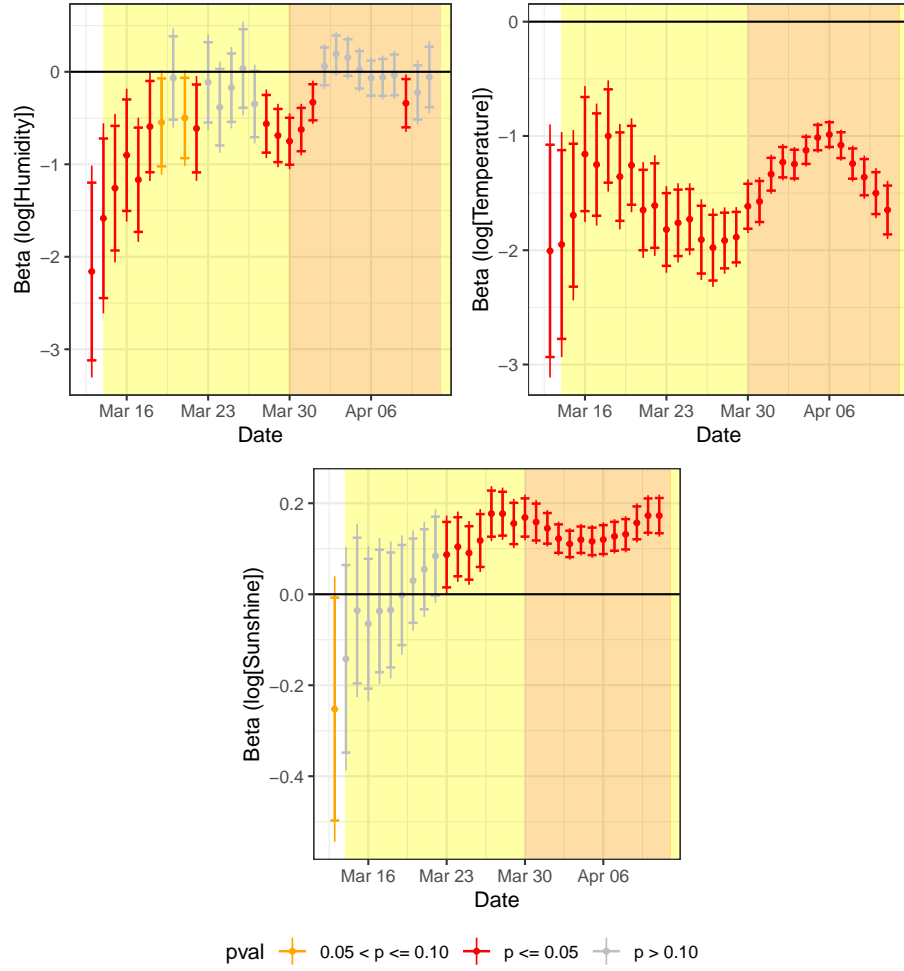 Beta (log[Humidity])
0
−1
−2
−3
Mar 16
Mar 23
Mar 30
Apr 06
Date
Beta (log[Temperature])
0
−1
−2
−3
Mar 16
Mar 23
Mar 30
Apr 06
Date
Beta (log[Sunshine])
0.2
0.0
−0.2
−0.4
Mar 16
Mar 23
Mar 30
Apr 06
Date
pval 0.05 < p <= 0.10 p <= 0.05 p > 0.10